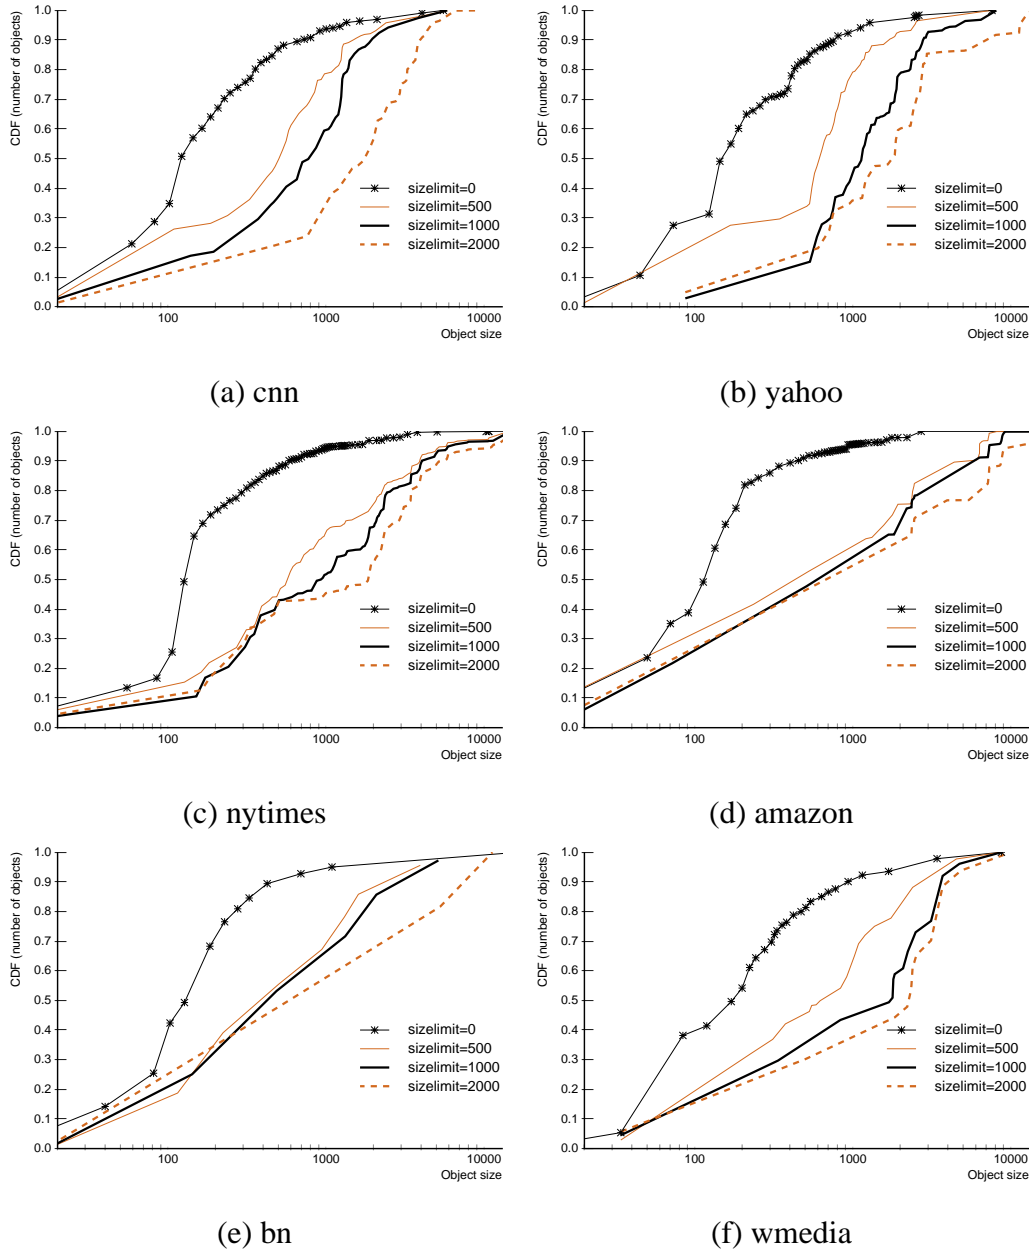 CDF (number of objects)
1.0
0.9
0.8
0.7
0.6
0.5
0.4
0.3
0.2
0.1
0.0
sizelimit=0
sizelimit=500
sizelimit=1000
sizelimit=2000
100
1000
10000
Object size
(a) cnn
CDF (number of objects)
1.0
0.9
0.8
0.7
0.6
0.5
0.4
0.3
0.2
0.1
0.0
sizelimit=0
sizelimit=500
sizelimit=1000
sizelimit=2000
100
1000
10000
Object size
(b) yahoo
CDF (number of objects)
1.0
0.9
0.8
0.7
0.6
0.5
0.4
0.3
0.2
0.1
0.0
sizelimit=0
sizelimit=500
sizelimit=1000
sizelimit=2000
100
1000
10000
Object size
(c) nytimes
CDF (number of objects)
1.0
0.9
0.8
0.7
0.6
0.5
0.4
0.3
0.2
0.1
0.0
sizelimit=0
sizelimit=500
sizelimit=1000
sizelimit=2000
100
1000
10000
Object size
(d) amazon
CDF (number of objects)
1.0
0.9
0.8
0.7
0.6
0.5
0.4
0.3
0.2
0.1
0.0
sizelimit=0
sizelimit=500
sizelimit=1000
sizelimit=2000
100
1000
10000
Object size
(e) bn
CDF (number of objects)
1.0
0.9
0.8
0.7
0.6
0.5
0.4
0.3
0.2
0.1
0.0
sizelimit=0
sizelimit=500
sizelimit=1000
sizelimit=2000
100
1000
10000
Object size
(f) wmedia